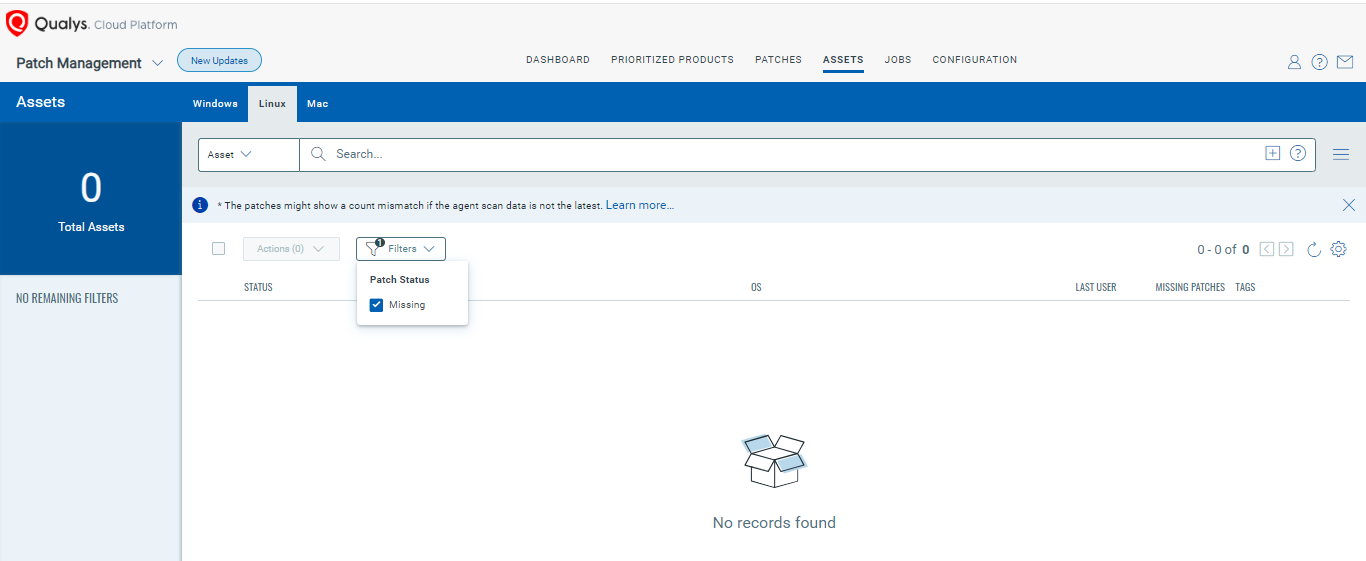 Qualys. Cloud Platform
Patch Management
New Updates
DASHBOARD PRIORITIZED PRODUCTS PATCHES ASSETS JOBS CONFIGURATION
?
Assets
Windows Linux Mac
0
Total Assets
NO REMAINING FILTERS
Asset
Search...
?
i * The patches might show a count mismatch if the agent scan data is not the latest. Learn more...
Actions (0)
1 Filters
0 - 0 of 0
Patch Status
Missing
STATUS OS LAST USER MISSING PATCHES TAGS
No records found